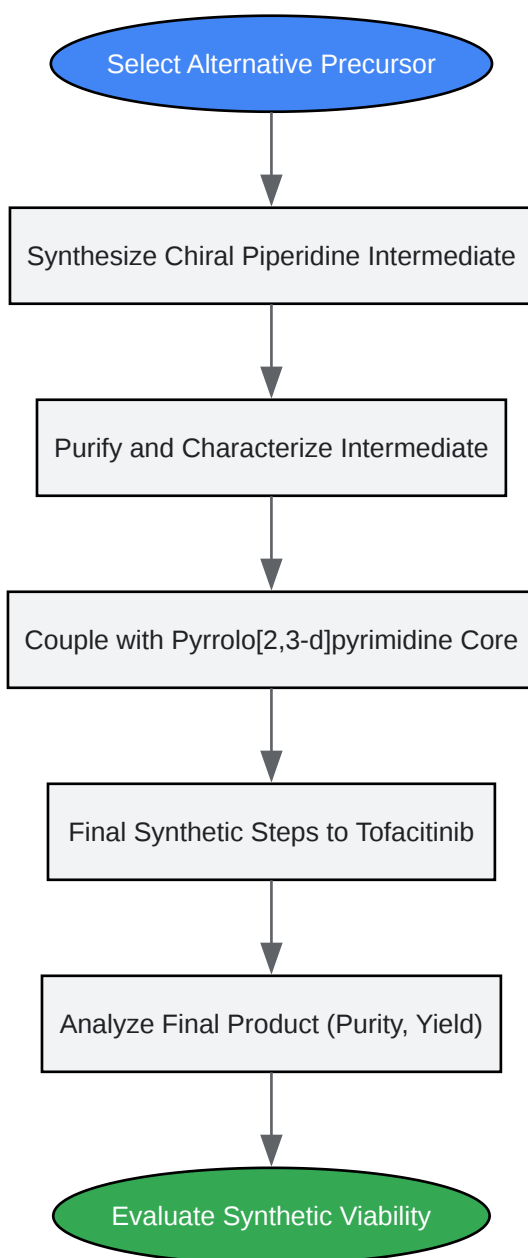 Select Alternative Precursor
Synthesize Chiral Piperidine Intermediate
Purify and Characterize Intermediate
Couple with Pyrrolo[2,3-d]pyrimidine Core
Final Synthetic Steps to Tofacitinib
Analyze Final Product (Purity, Yield)
Evaluate Synthetic Viability